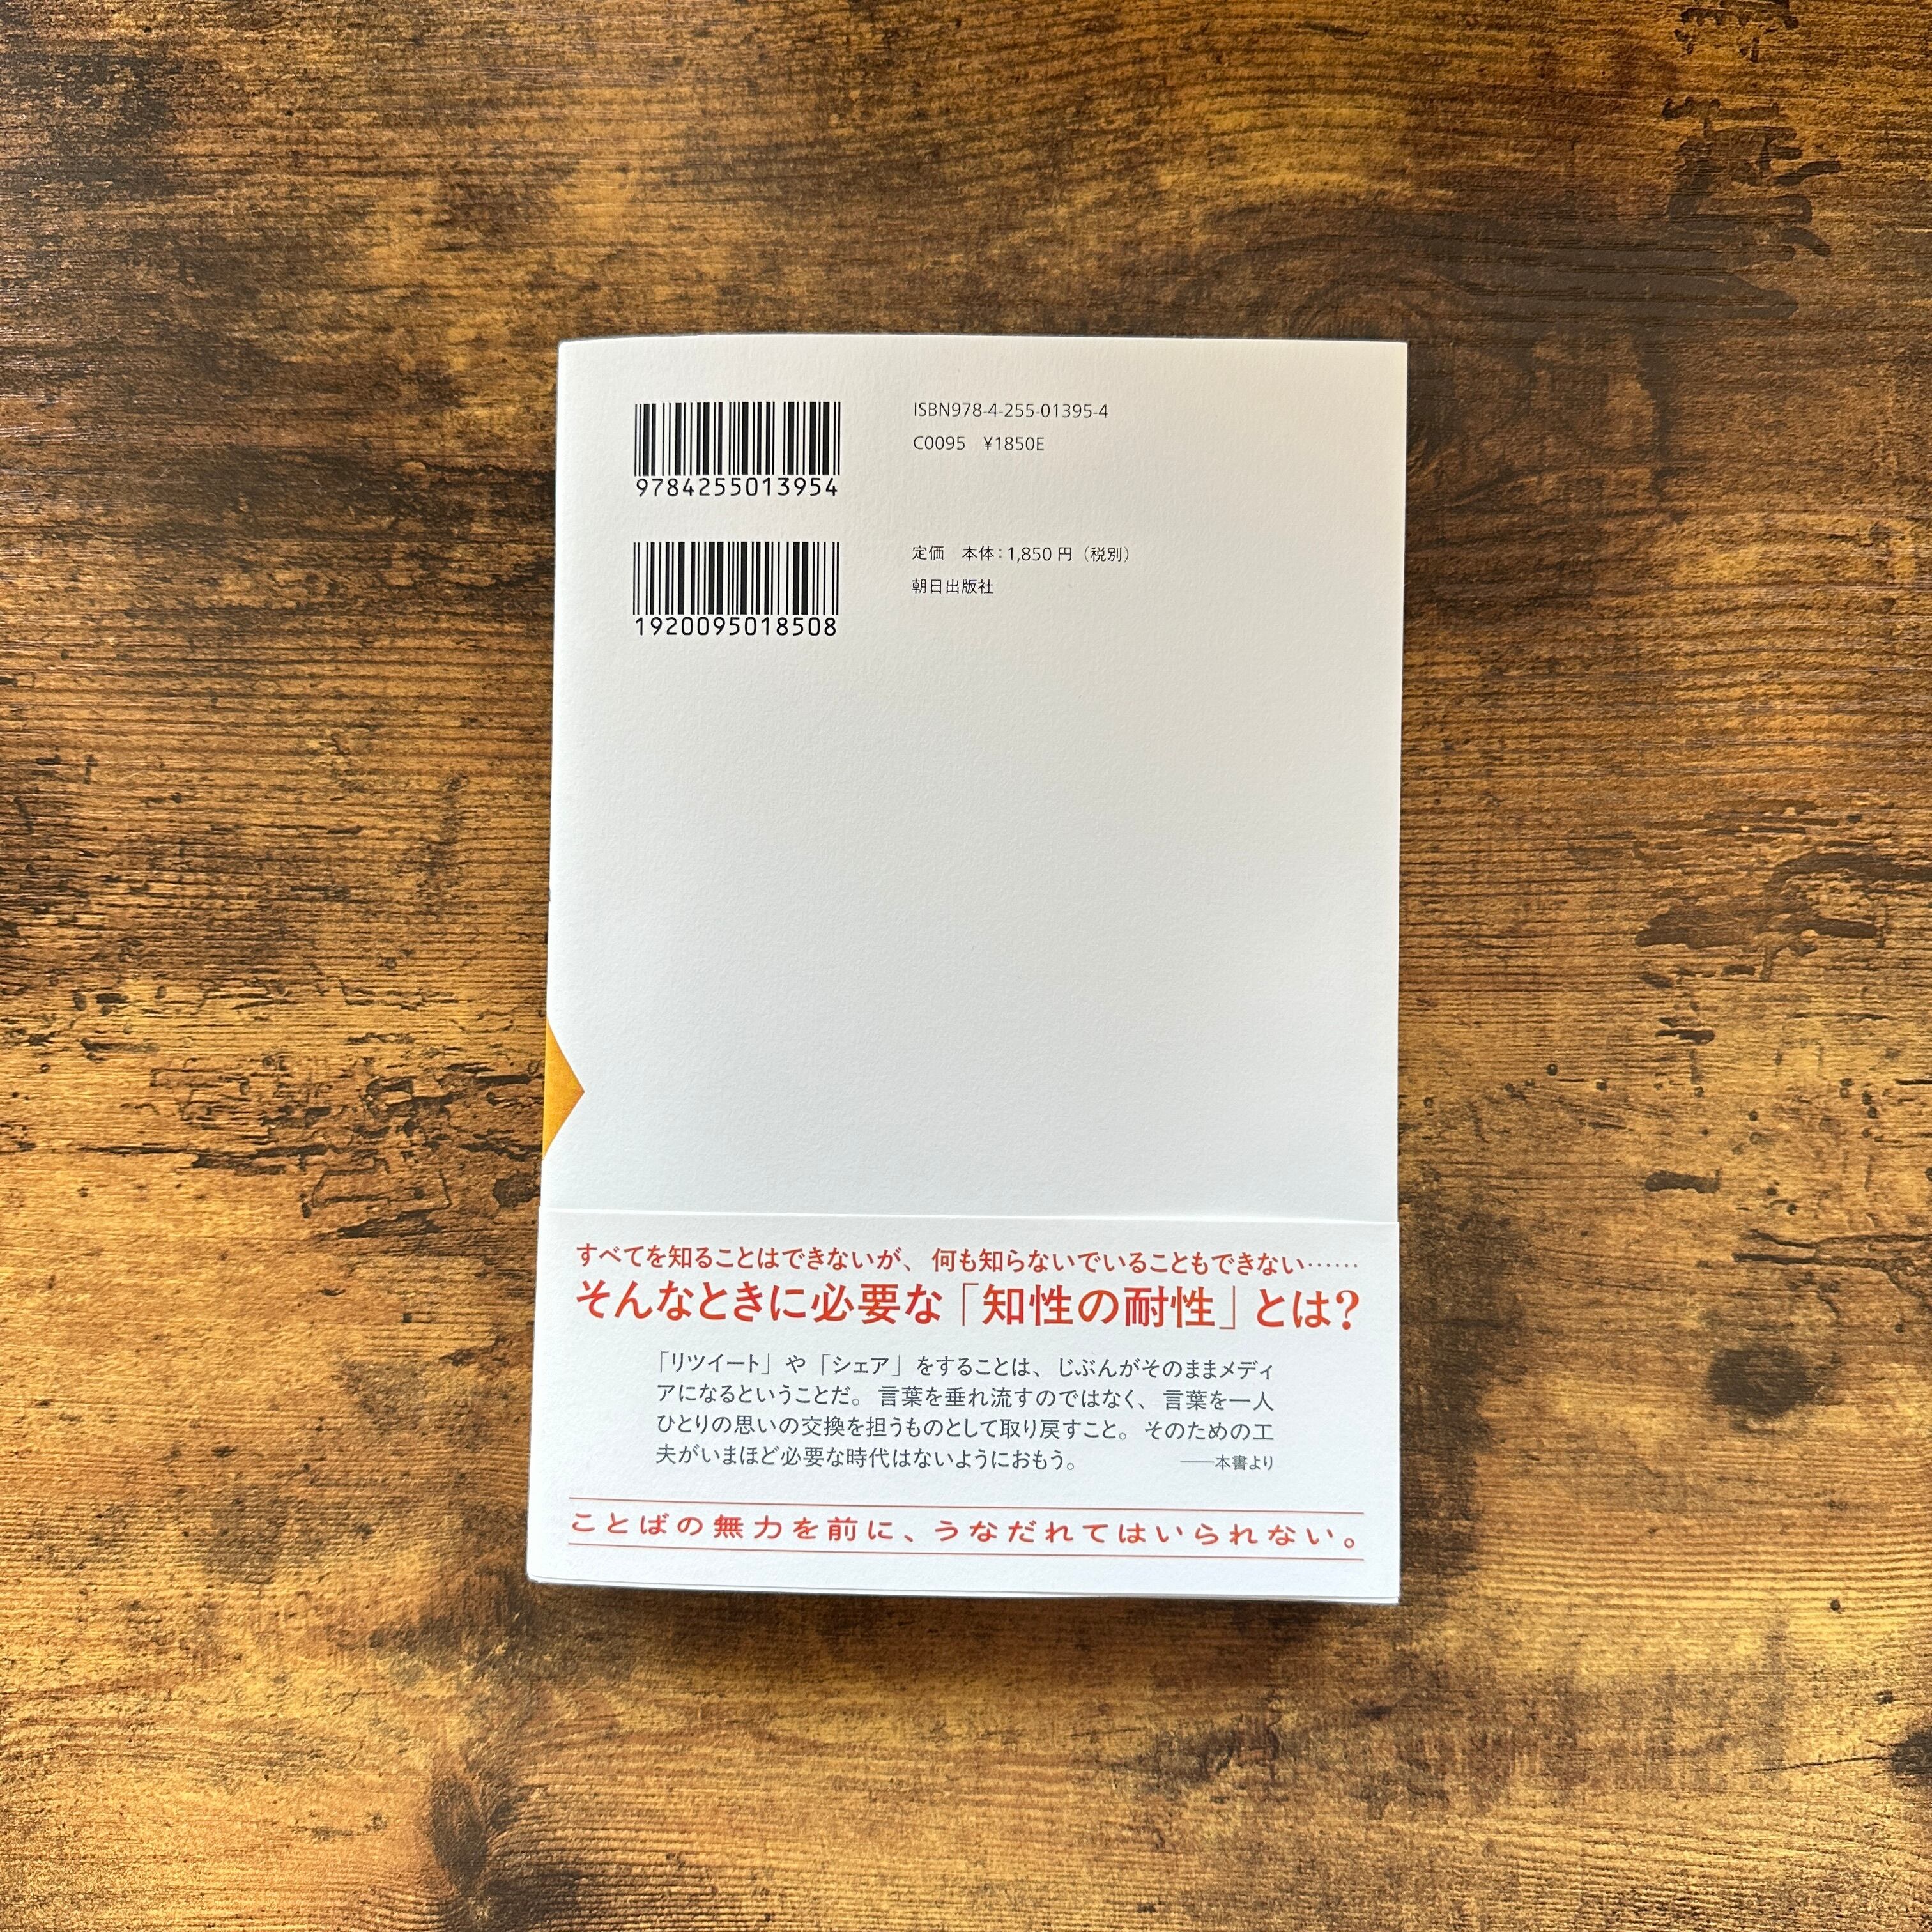 9784255013954
ISBN978-4-255-01395-4
C0095　¥1850E
1920095018508
定価　本体：1,850円（税別）
朝日出版社
すべてを知ることはできないが、何も知らないでいることもできない……
そんなときに必要な「知性の耐性」とは？
「リツイート」や「シェア」をすることは、じぶんがそのままメディ
アになるということだ。言葉を垂れ流すのではなく、言葉を一人
ひとりの思いの交換を担うものとして取り戻すこと。そのための工
夫がいまほど必要な時代はないようにおもう。　——本書より
ことばの無力を前に、うなだれてはいられない。